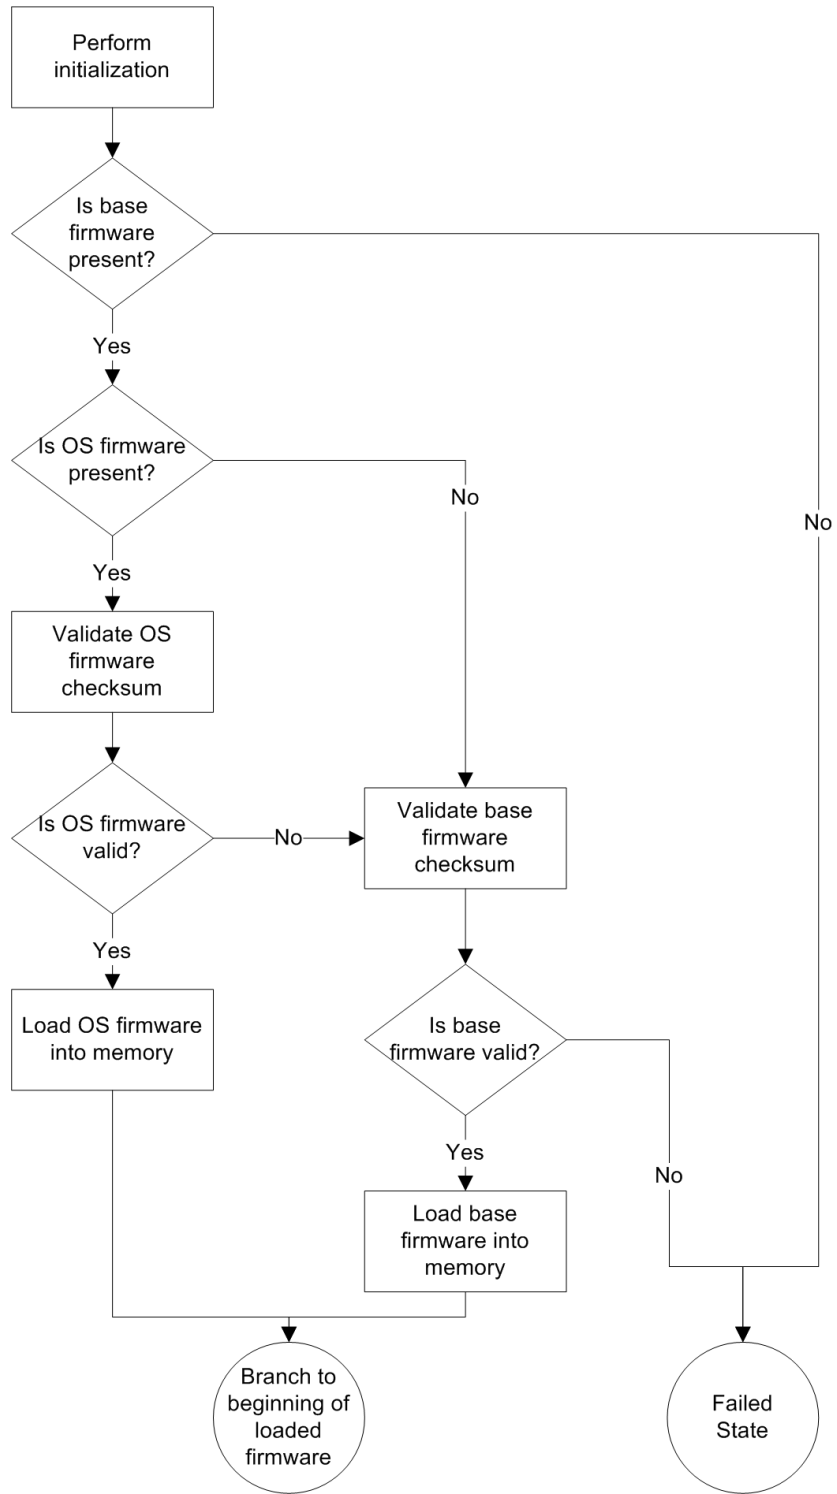 Perform
initialization
Is base
firmware
present?
Yes
Is OS firmware
present?
No
No
Yes
Validate OS
firmware
checksum
Is OS firmware
valid?
No
Validate base
firmware
checksum
Yes
Load OS firmware
into memory
Is base
firmware valid?
Yes
No
Load base
firmware into
memory
Branch to
beginning of
loaded
firmware
Failed
State